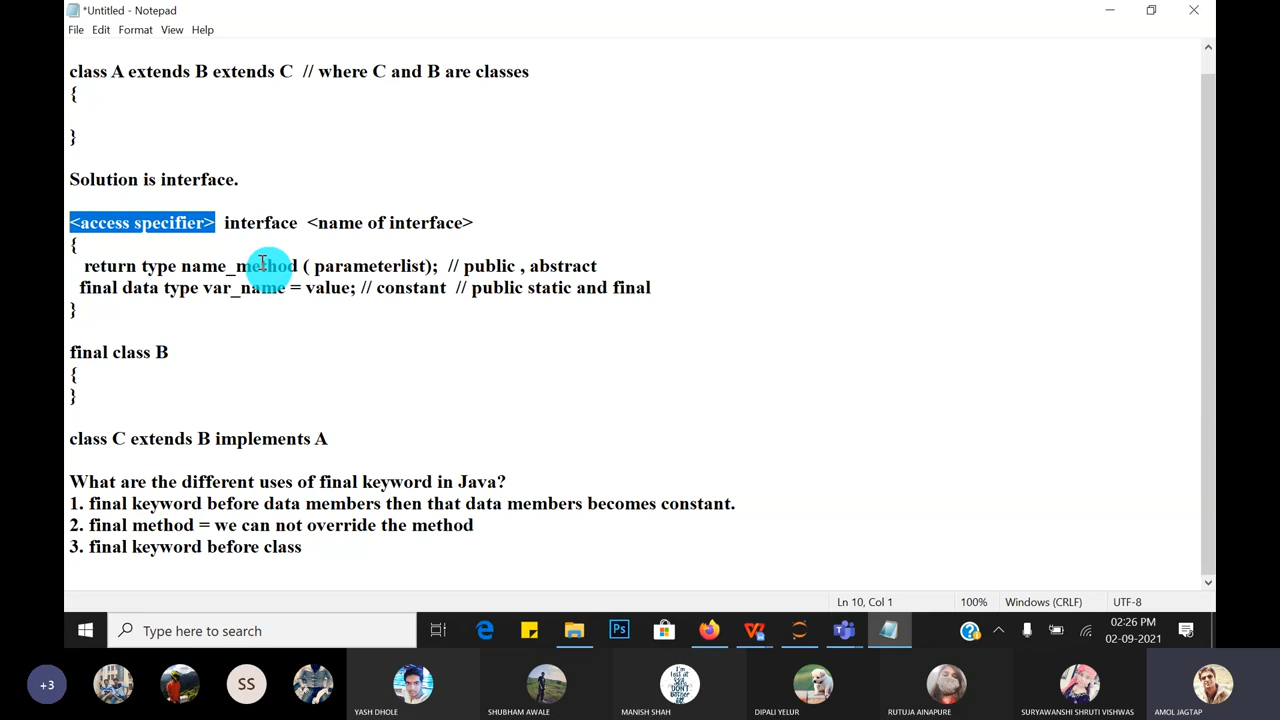 *Untitled - Notepad
File Edit Format View Help
class A extends B extends C // where C and B are classes
{
}
Solution is interface.
<access specifier> interface <name of interface>
{
return type name_method ( parameterlist); // public , abstract
final data type var_name = value; // constant // public static and final
}
final class B
{
}
class C extends B implements A
What are the different uses of final keyword in Java?
1. final keyword before data members then that data members becomes constant.
2. final method = we can not override the method
3. final keyword before class
Ln 10, Col 1 100% Windows (CRLF) UTF-8
Type here to search
Ps
02:26 PM
02-09-2021
+3
SS
YASH DHOLE
SHUBHAM AWALE
MANISH SHAH
DIPALI YELUR
RUTUJA AINAPURE
SURYAWANSHI SHRUTI VISHWAS
AMOL JAGTAP